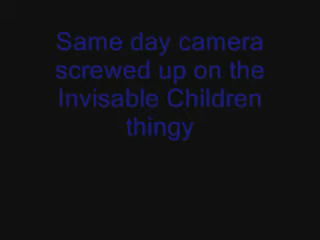 Same day camera
screwed up on the
Invisable Children
thingy